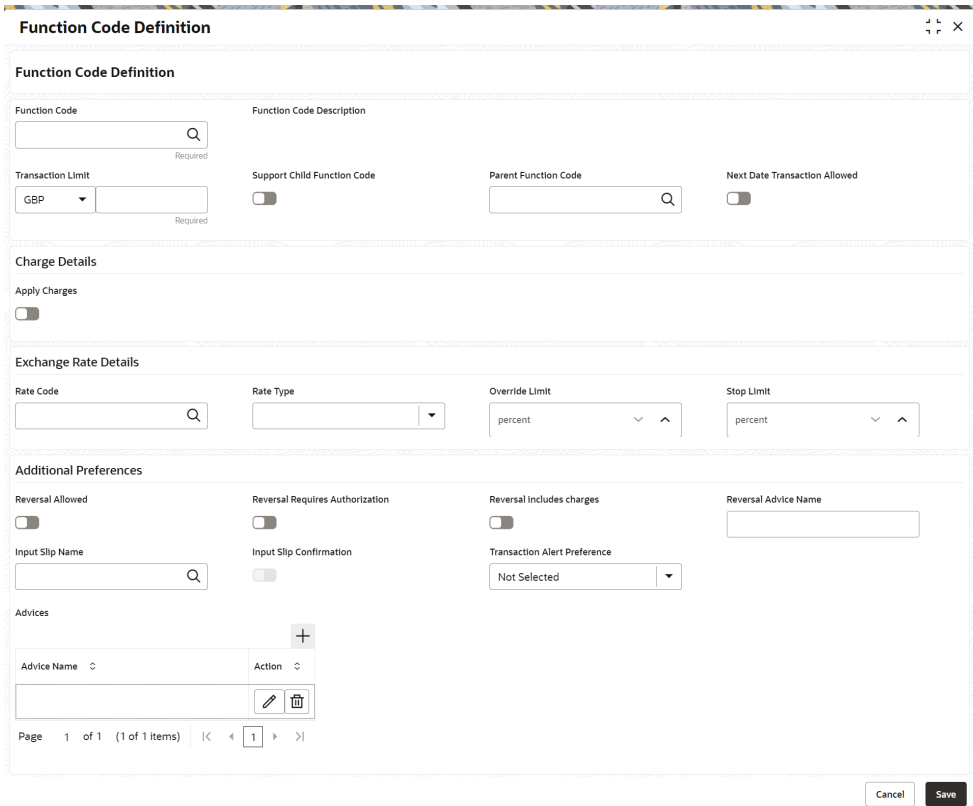 Function Code Definition
Function Code Definition
Function Code Function Code Description
Required
Transaction Limit Support Child Function Code Parent Function Code Next Date Transaction Allowed
GBP
Required
Charge Details
Apply Charges
Exchange Rate Details
Rate Code Rate Type Override Limit Stop Limit
percent percent
Additional Preferences
Reversal Allowed Reversal Requires Authorization Reversal includes charges Reversal Advice Name
Input Slip Name Input Slip Confirmation Transaction Alert Preference
Not Selected
Advices
Advice Name Action
Page 1 of 1 (1 of 1 items) 1
Cancel Save